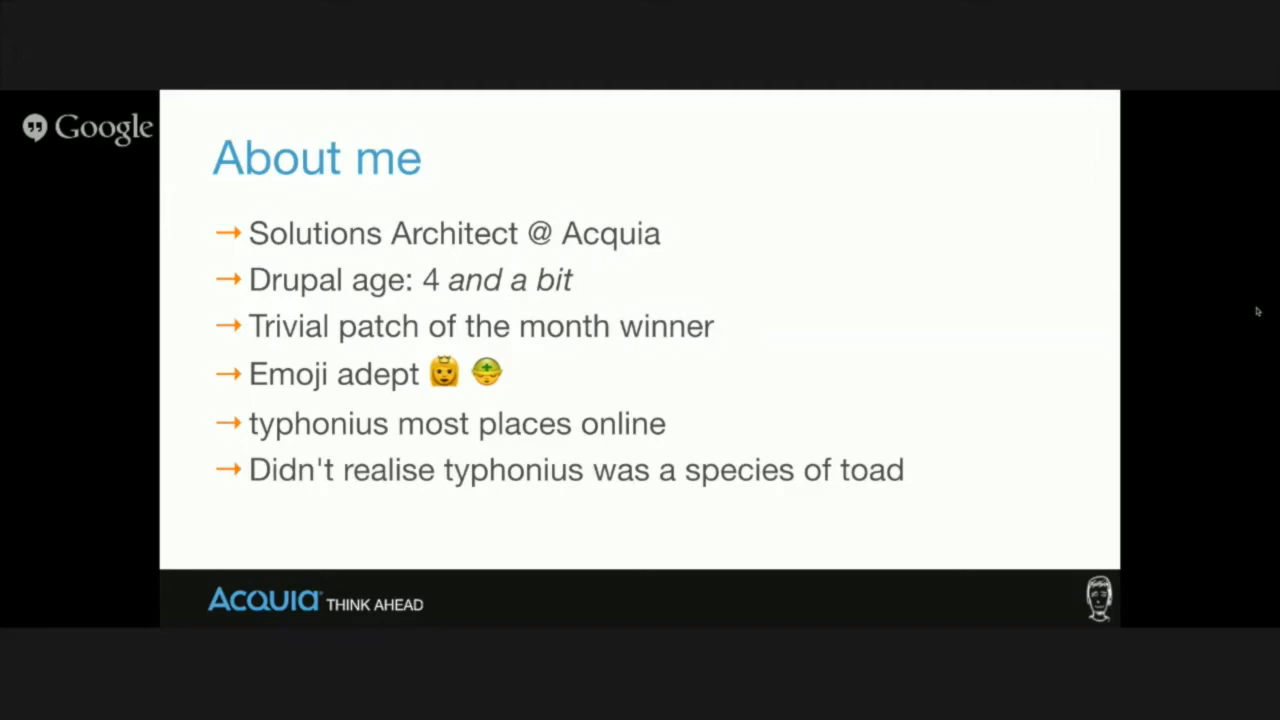 Google
About me
→ Solutions Architect @ Acquia
→ Drupal age: 4 and a bit
→ Trivial patch of the month winner
→ Emoji adept 👸 ⛑
→ typhonius most places online
→ Didn't realise typhonius was a species of toad
ACQUIA THINK AHEAD